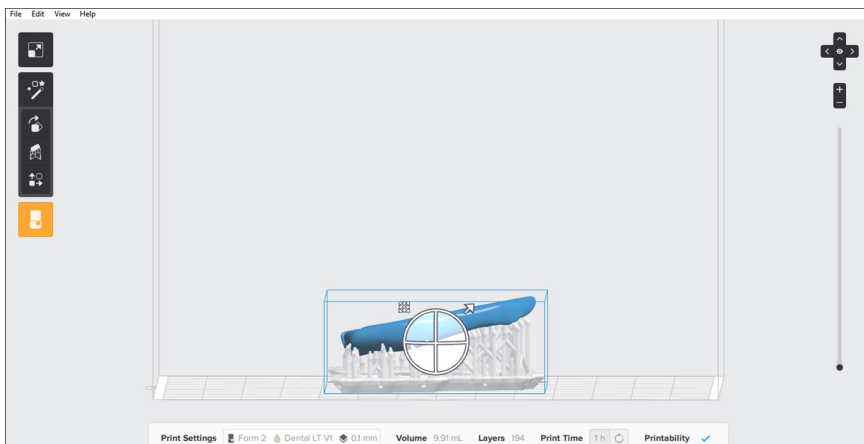 File Edit View Help
Print Settings Form 2 Dental LT V1 0.1 mm Volume 9.91 mL Layers 194 Print Time 1 h Printability